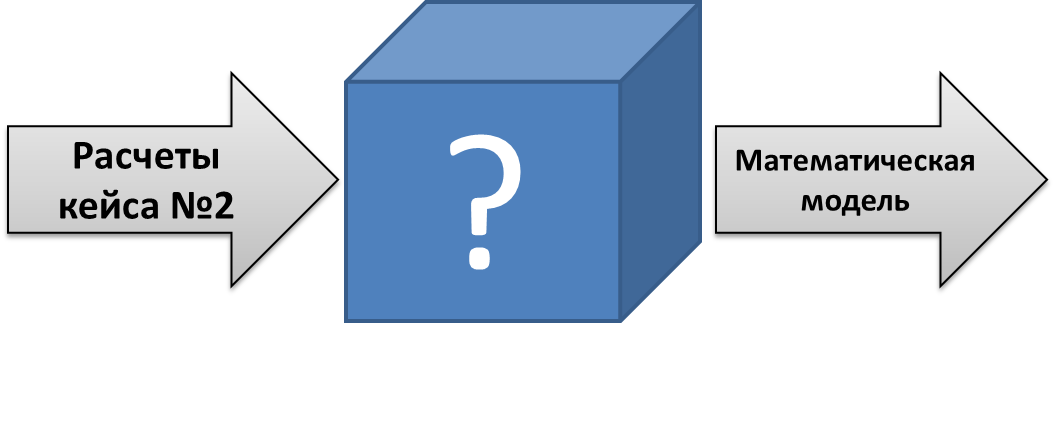 Расчеты
кейса №2
?
Математическая
модель